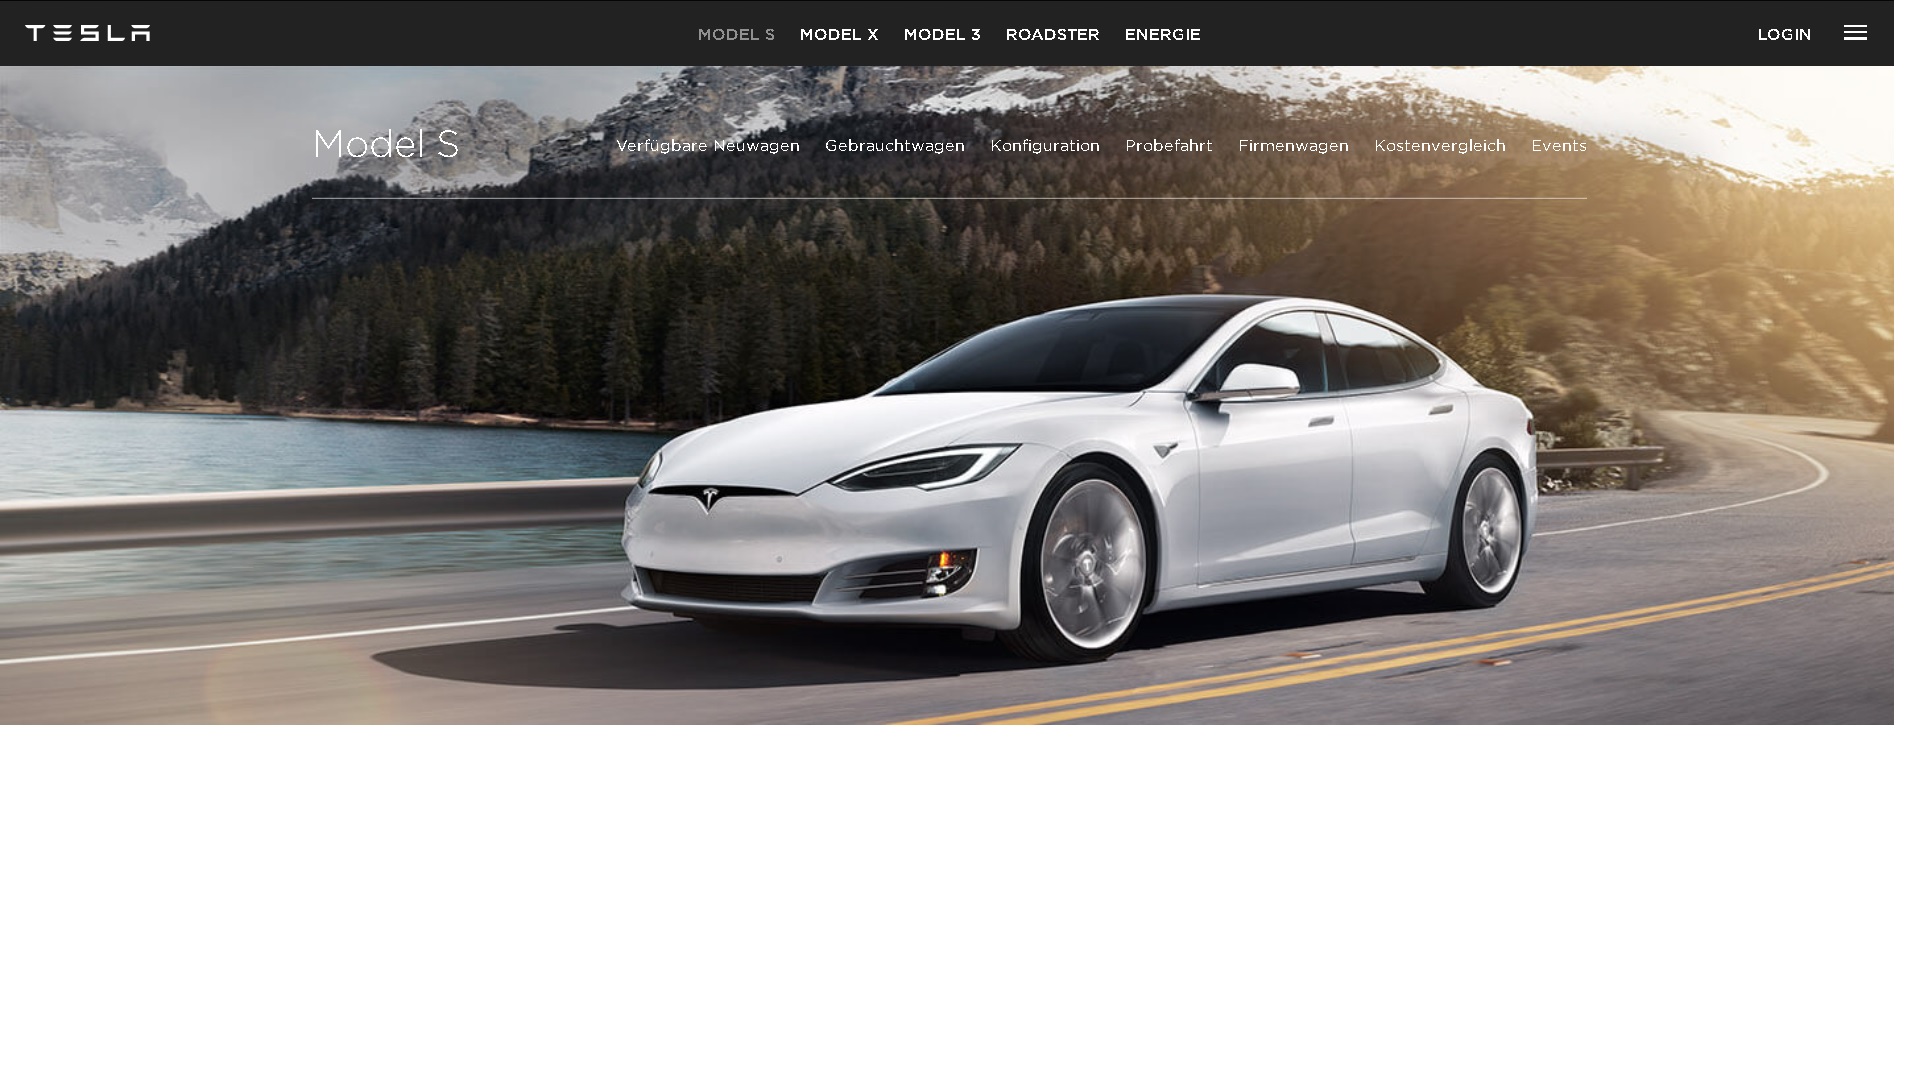 TESLA
MODEL S MODEL X MODEL 3 ROADSTER ENERGIE
LOGIN
Model S
Verfügbare Neuwagen Gebrauchtwagen Konfiguration Probefahrt Firmenwagen Kostenvergleich Events